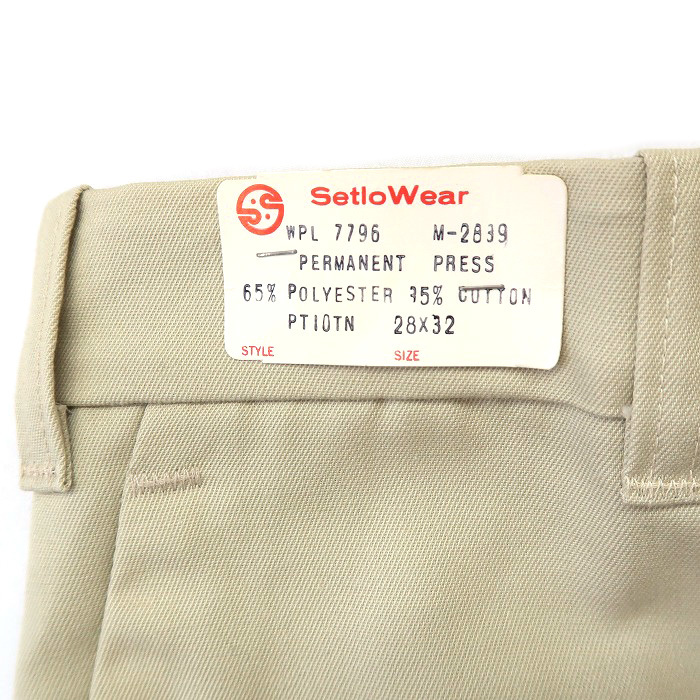 SetloWear
WPL 7796 M-2839
PERMANENT PRESS
65% POLYESTER 35% COTTON
PT10TN 28X32
STYLE SIZE